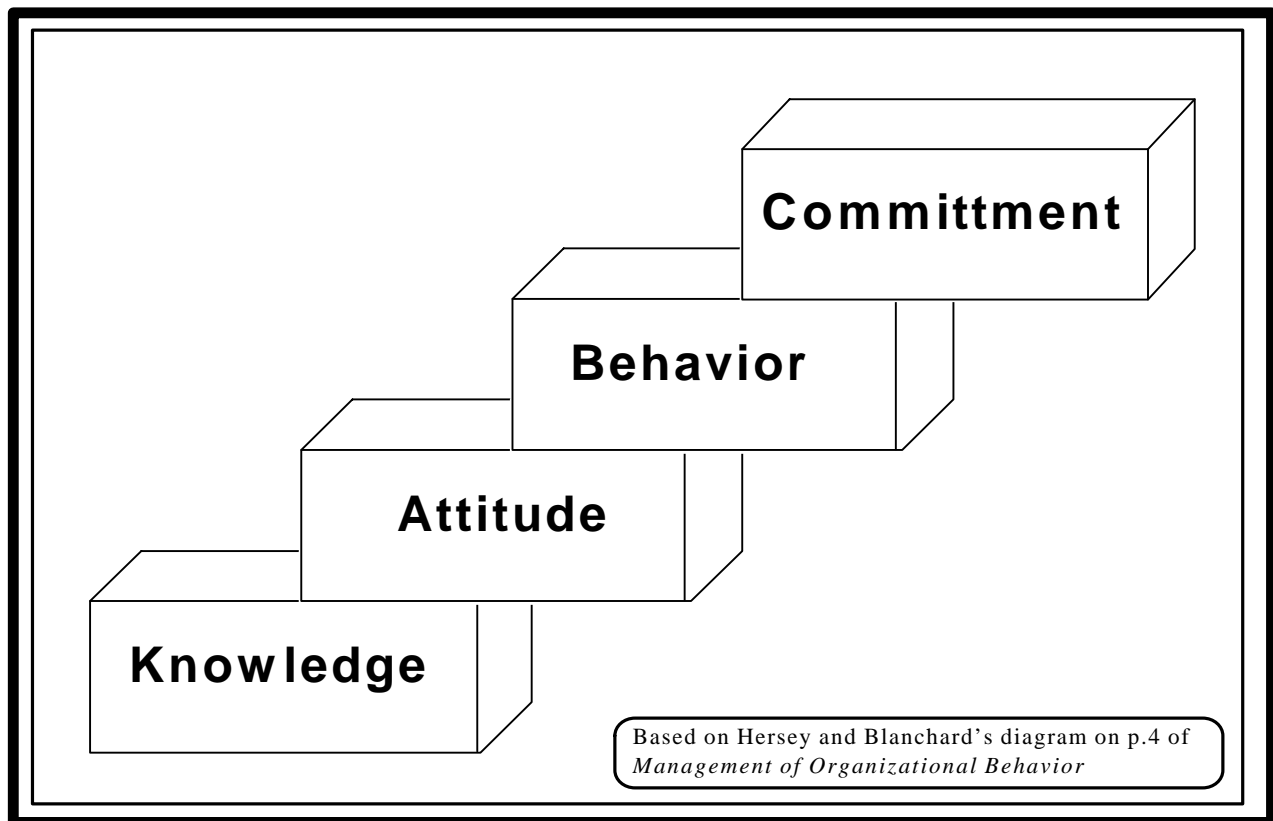 Committment
Behavior
Attitude
Knowledge
Based on Hersey and Blanchard’s diagram on p.4 of
Management of Organizational Behavior